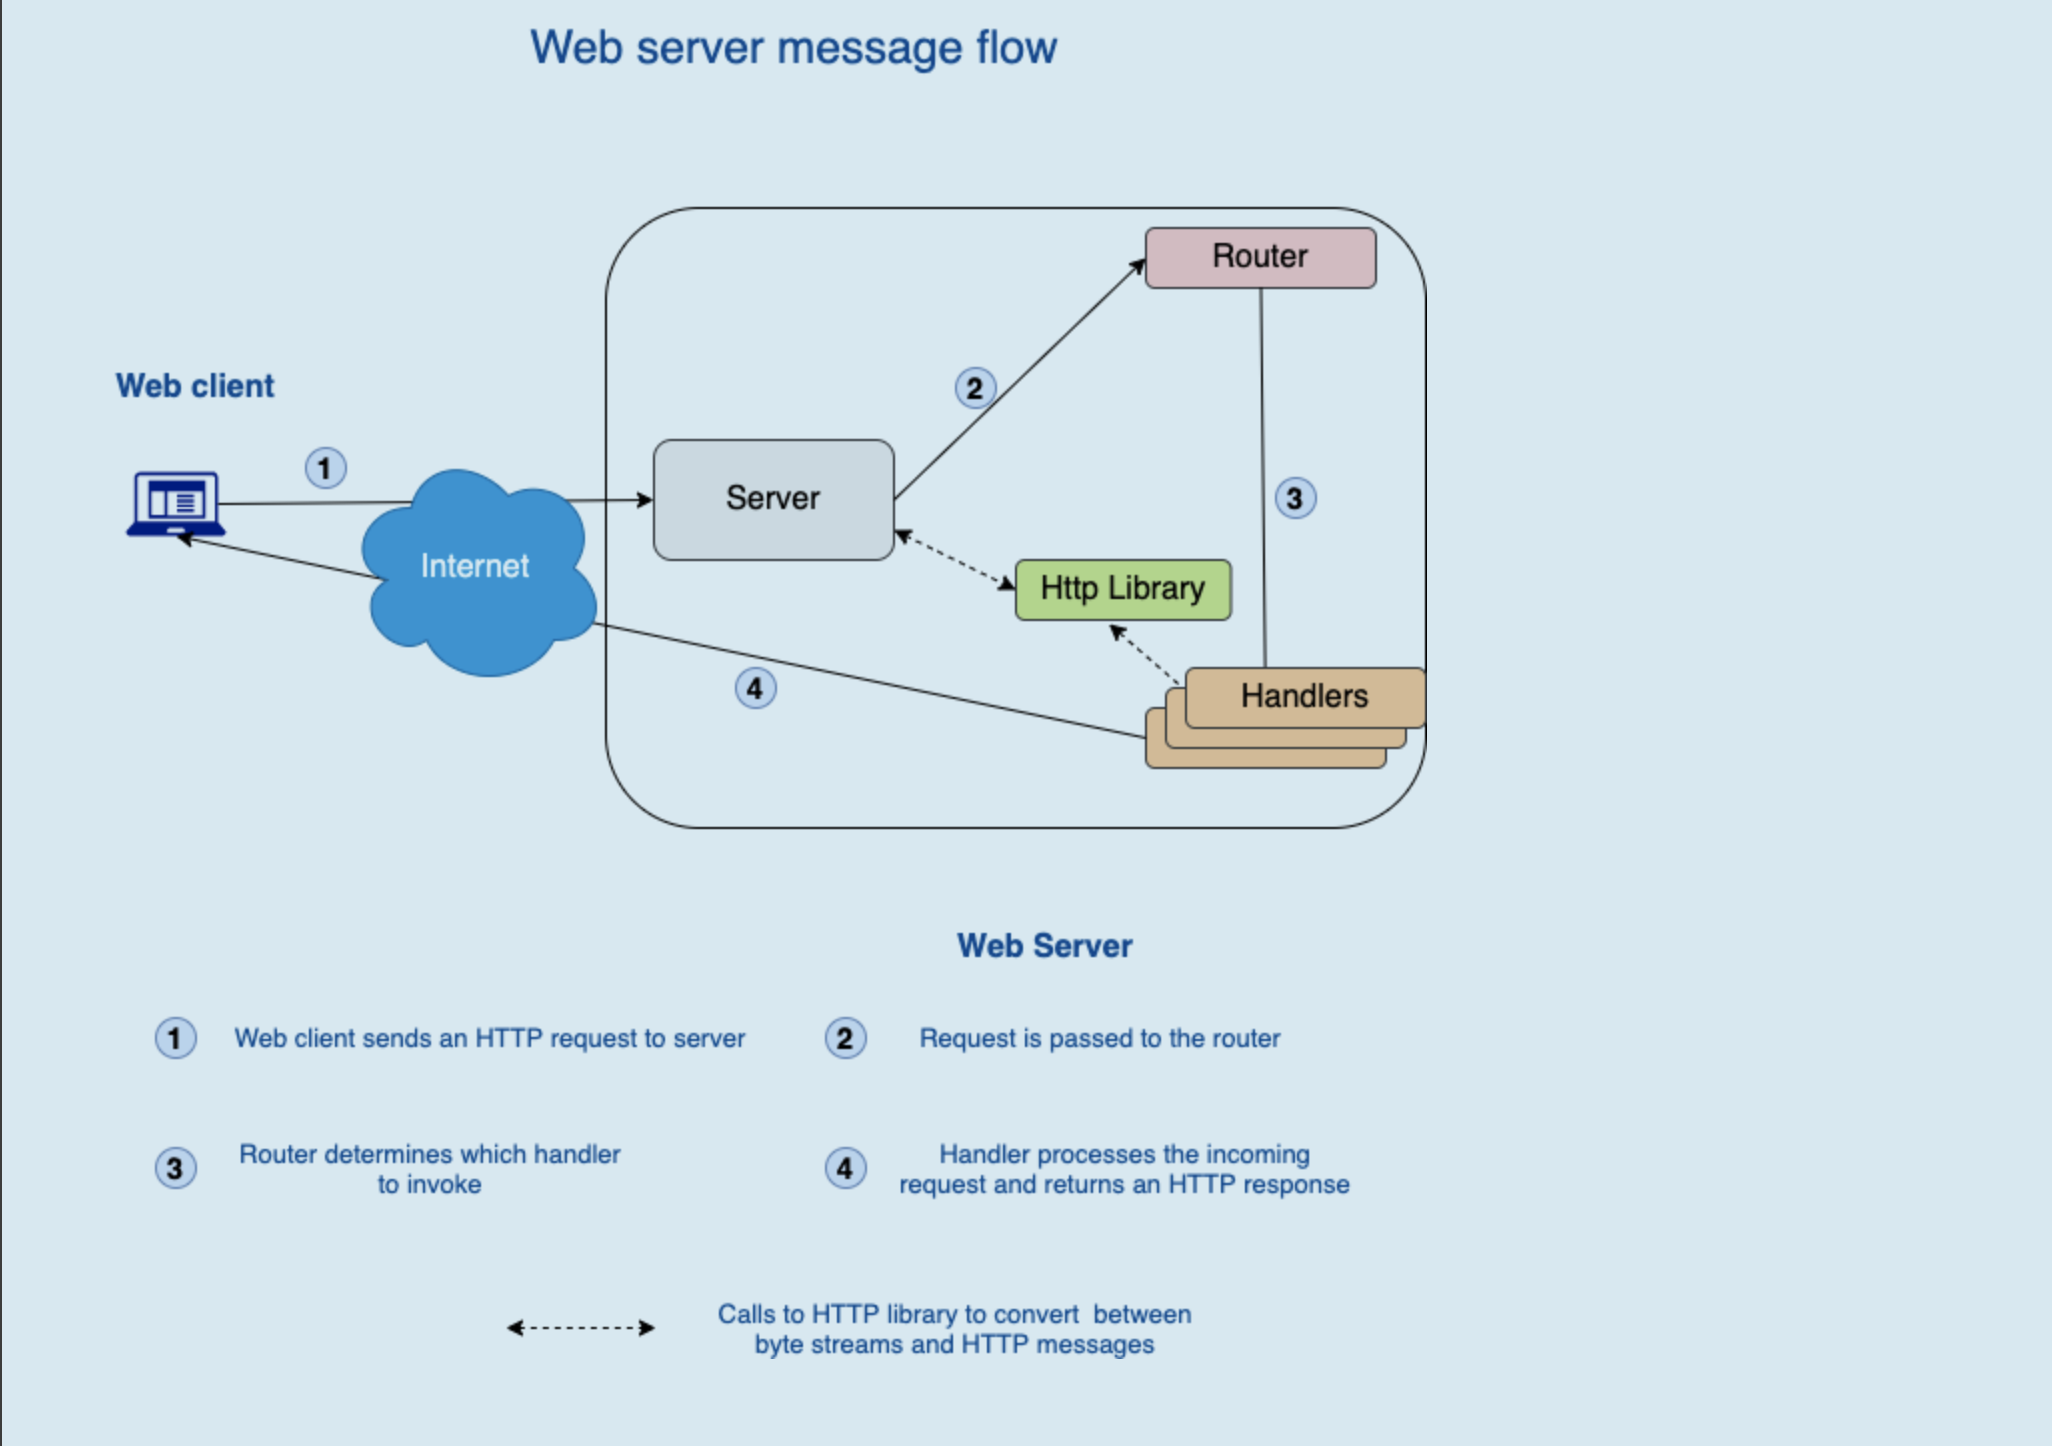 Web server message flow
Router
Web client
2
1
Server
3
Internet
Http Library
4
Handlers
Web Server
1 Web client sends an HTTP request to server
2 Request is passed to the router
3 Router determines which handler
to invoke
4 Handler processes the incoming
request and returns an HTTP response
Calls to HTTP library to convert between
byte streams and HTTP messages